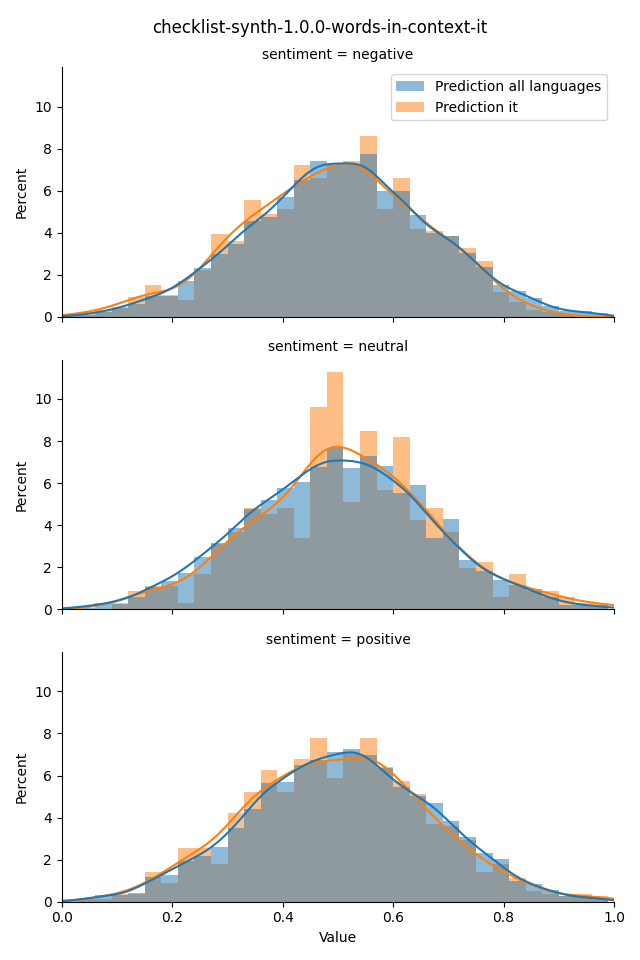 checklist-synth-1.0.0-words-in-context-it
sentiment = negative
Prediction all languages
Prediction it
Percent
10
8
6
4
2
0
sentiment = neutral
Percent
10
8
6
4
2
0
sentiment = positive
Percent
10
8
6
4
2
0
0.0 0.2 0.4 0.6 0.8 1.0
Value